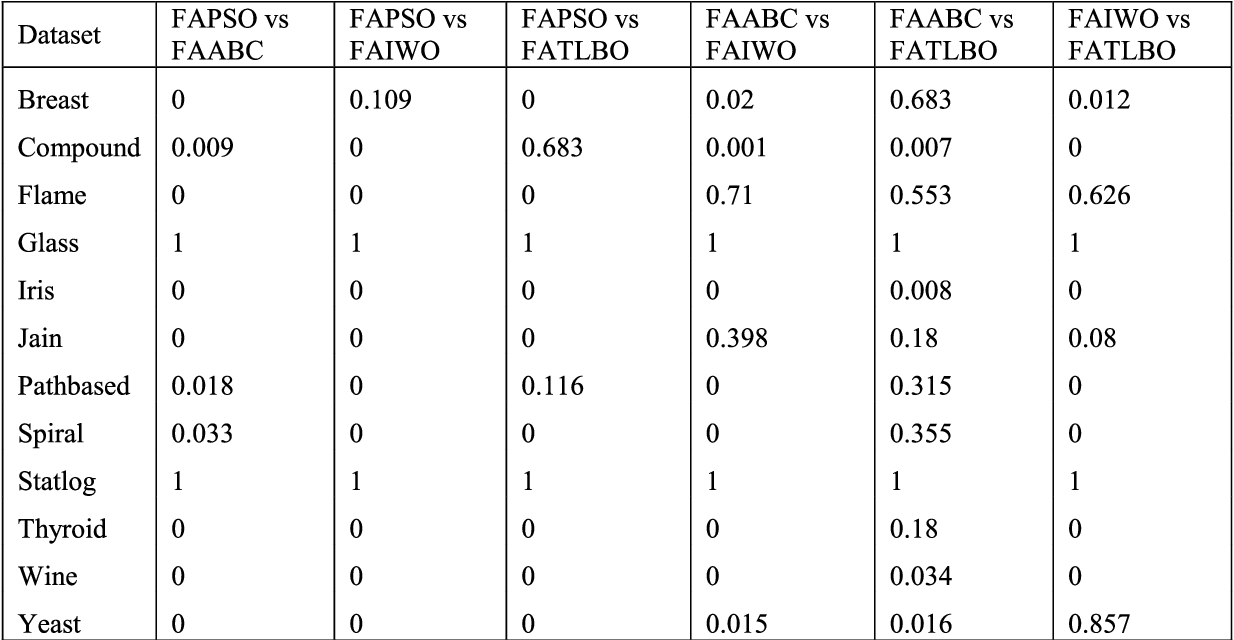 Dataset FAPSO vs FAABC FAPSO vs FAIWO FAPSO vs FATLBO FAABC vs FAIWO FAABC vs FATLBO FAIWO vs FATLBO
Breast 0 0.109 0 0.02 0.683 0.012
Compound 0.009 0 0.683 0.001 0.007 0
Flame 0 0 0 0.71 0.553 0.626
Glass 1 1 1 1 1 1
Iris 0 0 0 0 0.008 0
Jain 0 0 0 0.398 0.18 0.08
Pathbased 0.018 0 0.116 0 0.315 0
Spiral 0.033 0 0 0 0.355 0
Statlog 1 1 1 1 1 1
Thyroid 0 0 0 0 0.18 0
Wine 0 0 0 0 0.034 0
Yeast 0 0 0 0.015 0.016 0.857